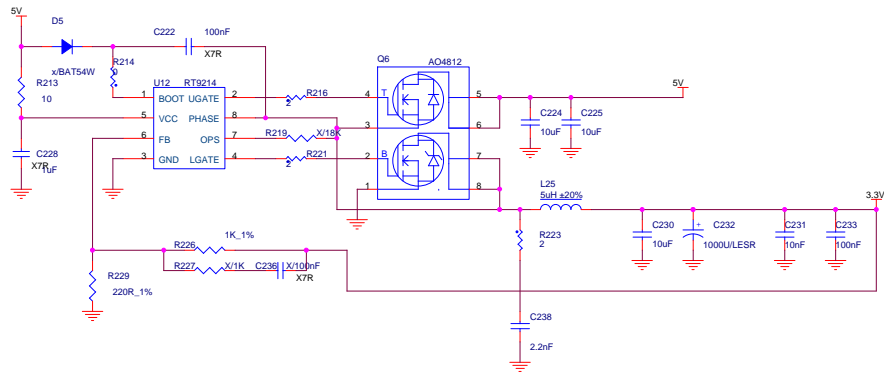 5V
D5
x/BAT54W
C222
100nF
X7R
R214
0
R213
10
U12 RT9214
1 BOOT UGATE 2
5 VCC PHASE 8
6 FB OPS 7
3 GND LGATE 4
C228
X7R
1uF
R216
2
R219 X/18K
R221
2
Q6 AO4812
4 T 5
3 6
2 B 7
1 8
5V
C224
10uF
C225
10uF
L25
5uH ±20%
3.3V
R223
2
C230
10uF
+
C232
1000U/LESR
C231
10nF
C233
100nF
1K_1%
R226
R227 X/1K C236 X/100nF
X7R
R229
220R_1%
C238
2.2nF